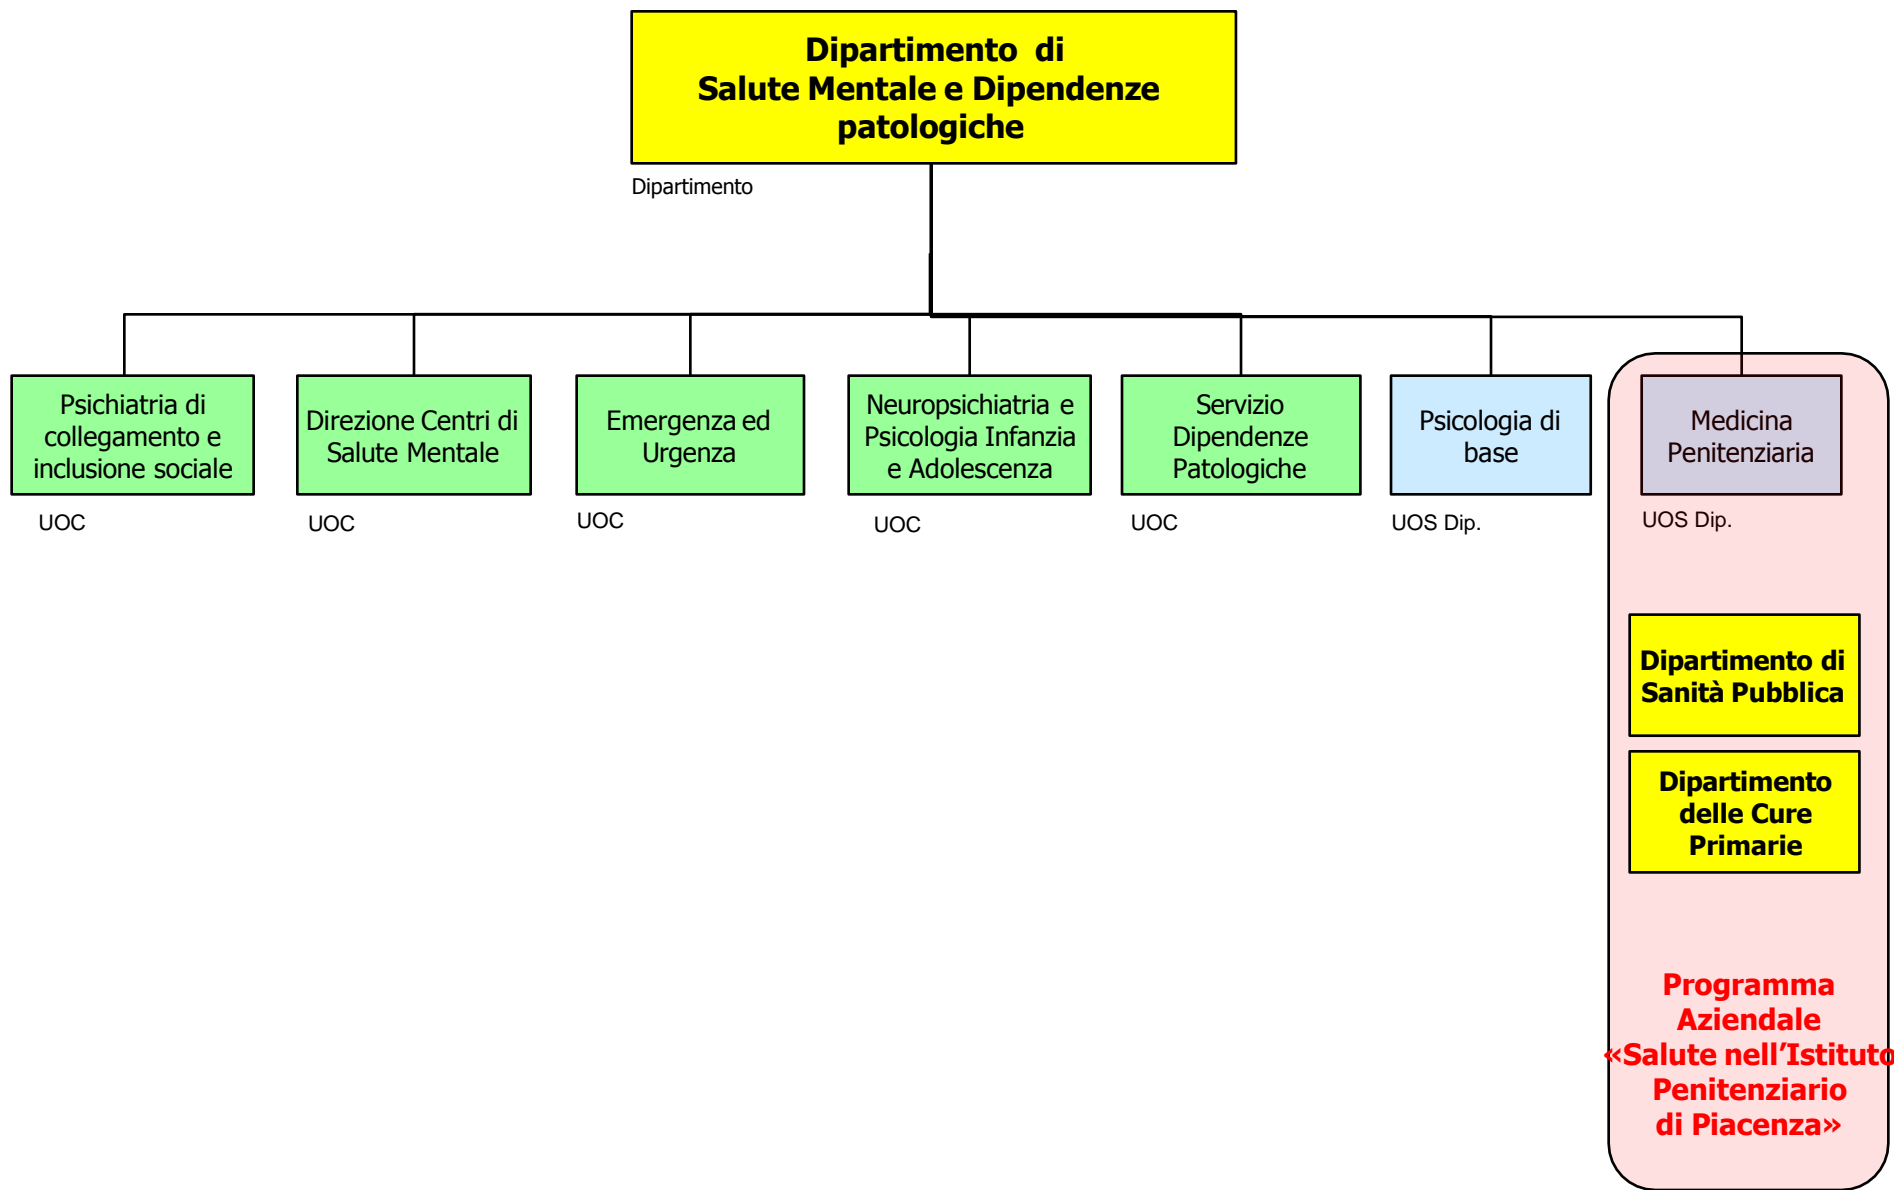 Dipartimento di
Salute Mentale e Dipendenze
patologiche
Dipartimento
Psichiatria di
collegamento e
inclusione sociale
UOC
Direzione Centri di
Salute Mentale
UOC
Emergenza ed
Urgenza
UOC
Neuropsichiatria e
Psicologia Infanzia
e Adolescenza
UOC
Servizio
Dipendenze
Patologiche
UOC
Psicologia di
base
UOS Dip.
Medicina
Penitenziaria
UOS Dip.
Dipartimento di
Sanità Pubblica
Dipartimento
delle Cure
Primarie
Programma
Aziendale
«Salute nell’Istituto
Penitenziario
di Piacenza»